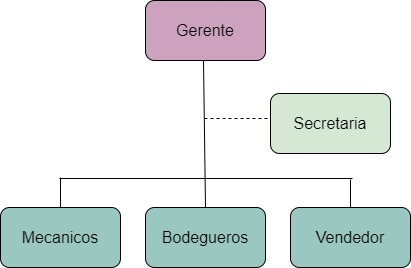 Gerente
Secretaria
Mecanicos
Bodegueros
Vendedor